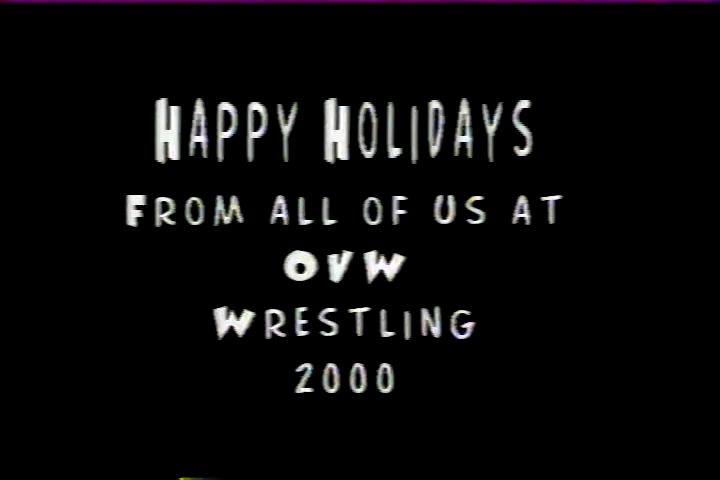 HAPPY HOLIDAYS
FROM ALL OF US AT
OVW
WRESTLING
2000